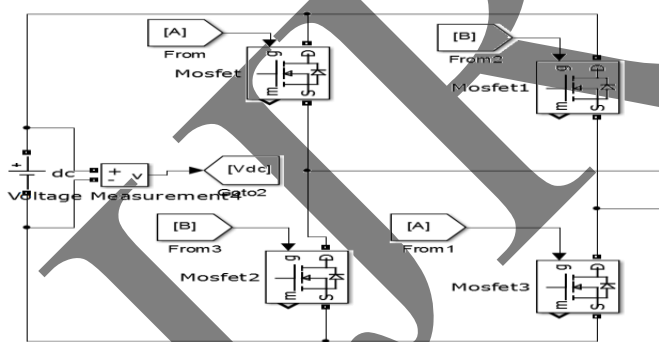 [A]
From
Mosfet
g
D
m
S
[B]
From2
Mosfet1
g
D
m
S
dc
+
-
v
[Vdc]
Goto2
Voltage Measurement4
[B]
From3
Mosfet2
g
D
m
S
[A]
From1
Mosfet3
g
D
m
S